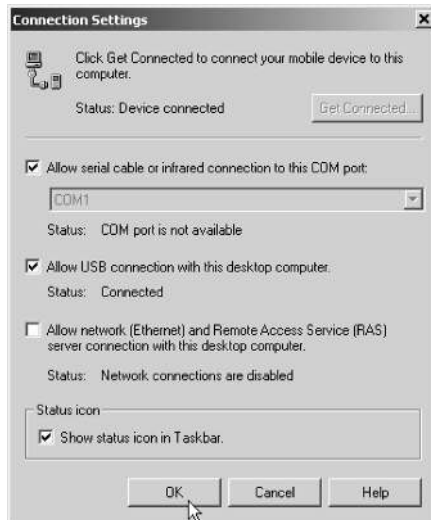 Connection Settings
Click Get Connected to connect your mobile device to this
computer.
Status: Device connected
Get Connected...
Allow serial cable or infrared connection to this COM port:
COM1
Status: COM port is not available
Allow USB connection with this desktop computer.
Status: Connected
Allow network (Ethernet) and Remote Access Service (RAS)
server connection with this desktop computer.
Status: Network connections are disabled
Status icon
Show status icon in Taskbar.
OK
Cancel
Help